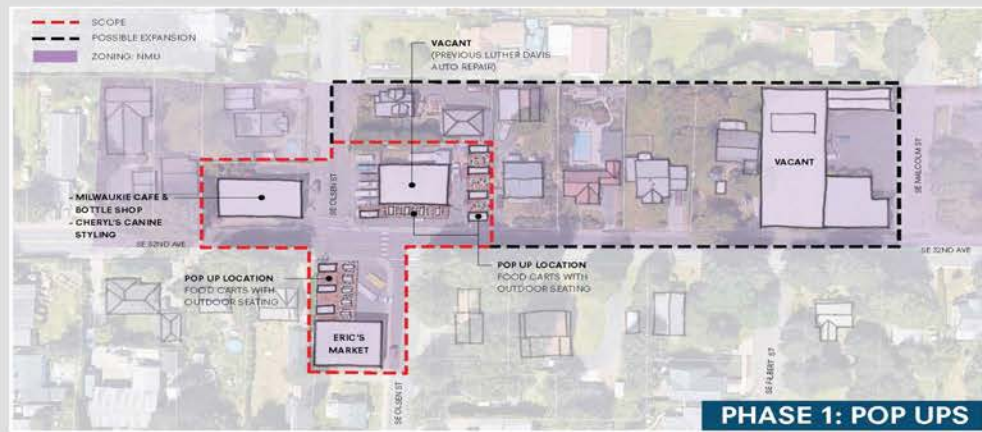 SCOPE
POSSIBLE EXPANSION
ZONING: NMU
VACANT
(PREVIOUS LUTHER DAVIS
AUTO REPAIR)
SE OLSEN ST
VACANT
SE MALCOLM ST
- MILWAUKIE CAFE &
BOTTLE SHOP
- CHERYL'S CANINE
STYLING
SE 32ND AVE
SE 32ND AVE
POP UP LOCATION
FOOD CARTS WITH
OUTDOOR SEATING
POP UP LOCATION
FOOD CARTS WITH
OUTDOOR SEATING
ERIC'S
MARKET
SE OLSEN ST
SE FILBERT ST
PHASE 1: POP UPS